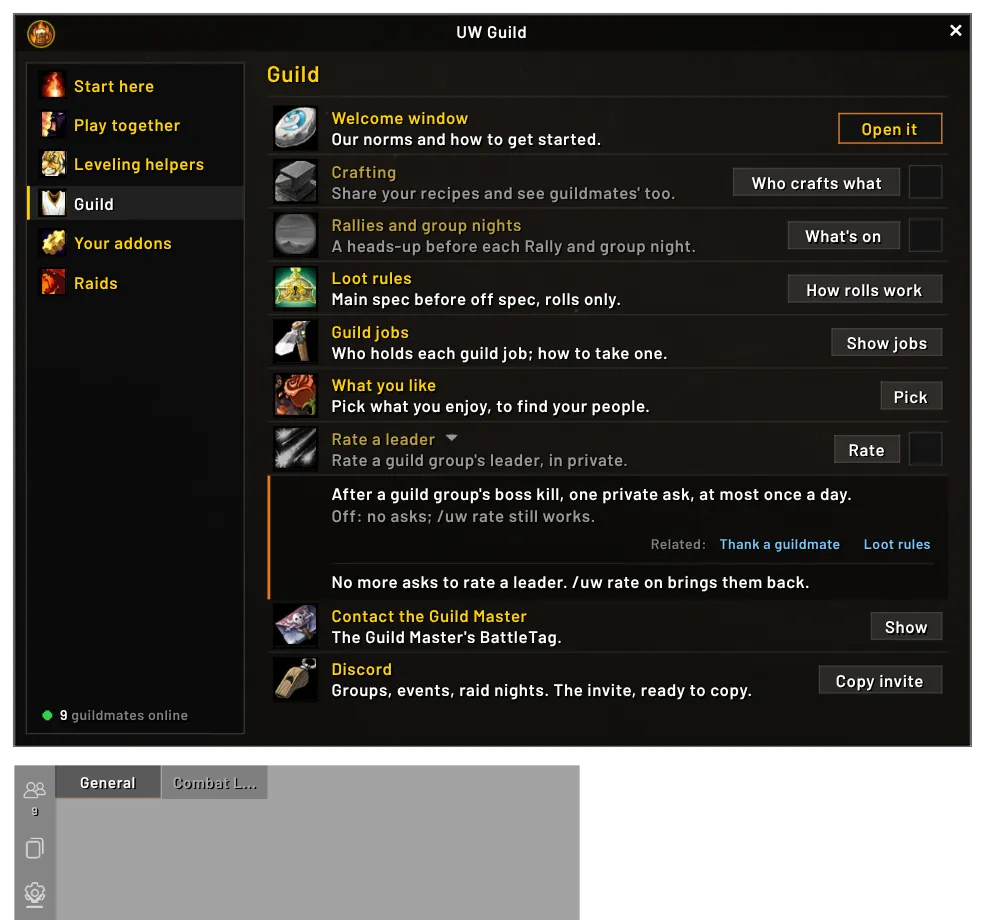 UW Guild
Start here
Play together
Leveling helpers
Guild
Your addons
Raids
9 guildmates online
Guild
Welcome window
Our norms and how to get started.
Open it
Crafting
Share your recipes and see guildmates' too.
Who crafts what
Rallies and group nights
A heads-up before each Rally and group night.
What's on
Loot rules
Main spec before off spec, rolls only.
How rolls work
Guild jobs
Who holds each guild job; how to take one.
Show jobs
What you like
Pick what you enjoy, to find your people.
Pick
Rate a leader
Rate a guild group's leader, in private.
Rate
After a guild group's boss kill, one private ask, at most once a day.
Off: no asks; /uw rate still works.
Related: Thank a guildmate Loot rules
No more asks to rate a leader. /uw rate on brings them back.
Contact the Guild Master
The Guild Master's BattleTag.
Show
Discord
Groups, events, raid nights. The invite, ready to copy.
Copy invite
General
Combat L...
9